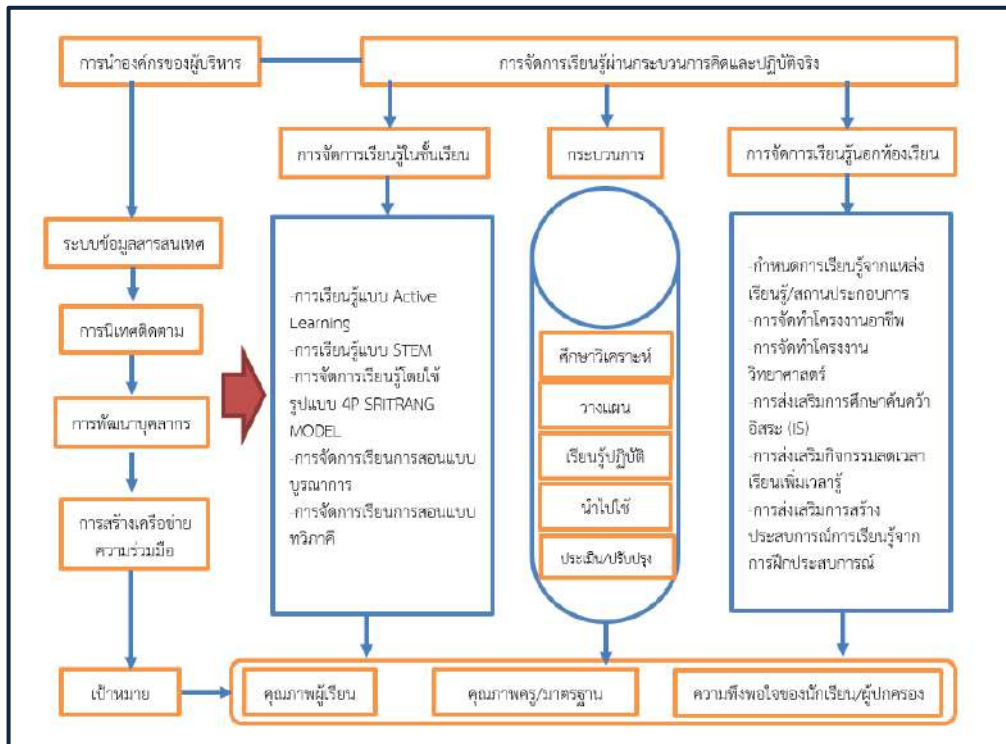 การนำองค์กรของผู้บริหาร
การจัดการเรียนรู้ผ่านกระบวนการคิดและปฏิบัติจริง
การจัดการเรียนรู้ในชั้นเรียน
กระบวนการ
การจัดการเรียนรู้นอกห้องเรียน
ระบบข้อมูลสารสนเทศ
การนิเทศติดตาม
การพัฒนาบุคลากร
การสร้างเครือข่าย
ความร่วมมือ
-การเรียนรู้แบบ Active
Learning
-การเรียนรู้แบบ STEM
-การจัดการเรียนรู้โดยใช้
รูปแบบ 4P SRITRANG
MODEL
-การจัดการเรียนการสอนแบบ
บูรณาการ
-การจัดการเรียนการสอนแบบ
ทวิภาคี
ศึกษาวิเคราะห์
วางแผน
เรียนรู้ปฏิบัติ
นำไปใช้
ประเมิน/ปรับปรุง
-กำหนดการเรียนรู้จากแหล่ง
เรียนรู้/สถานประกอบการ
-การจัดทำโครงงานอาชีพ
-การจัดทำโครงงาน
วิทยาศาสตร์
-การส่งเสริมการศึกษาค้นคว้า
อิสระ (IS)
-การส่งเสริมกิจกรรมลดเวลา
เรียนเพิ่มเวลารู้
-การส่งเสริมการสร้าง
ประสบการณ์การเรียนรู้จาก
การฝึกประสบการณ์
เป้าหมาย
คุณภาพผู้เรียน
คุณภาพครู/มาตรฐาน
ความพึงพอใจของนักเรียน/ผู้ปกครอง